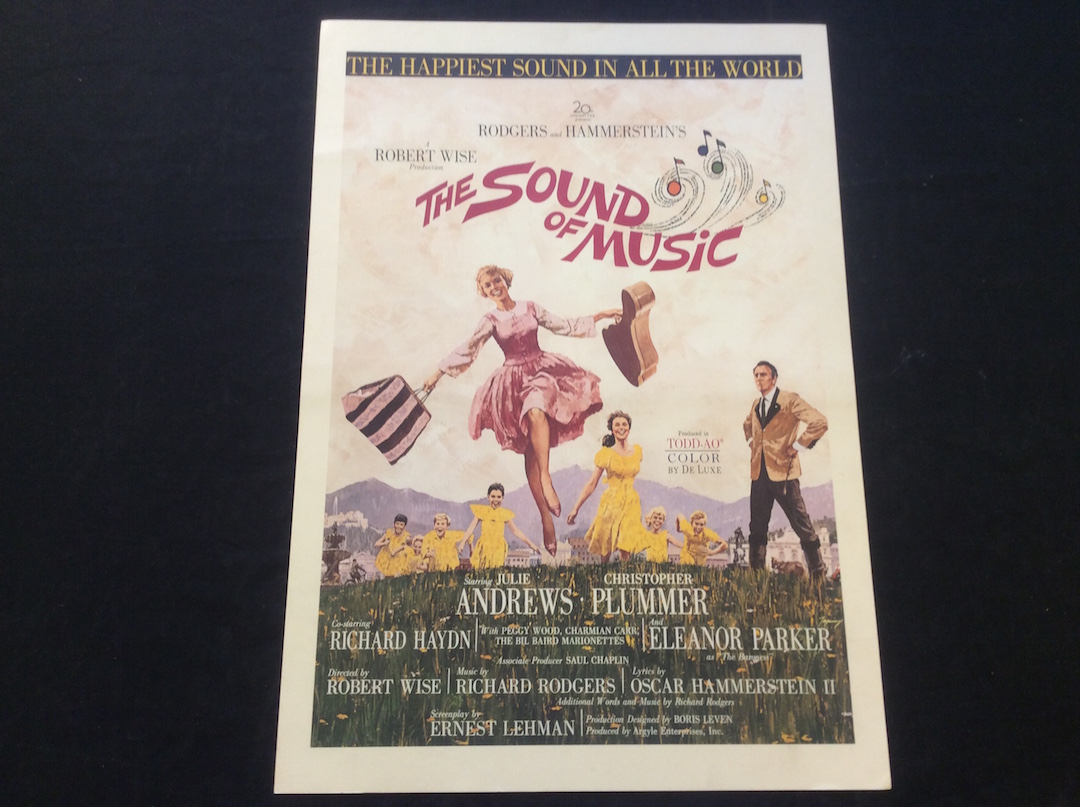 THE HAPPIEST SOUND IN ALL THE WORLD
20th
RODGERS and HAMMERSTEIN'S
A
ROBERT WISE
Production
THE SOUND
OF MUSIC
Produced in
TODD-AO®
COLOR
BY DE LUXE
Starring JULIE ANDREWS · CHRISTOPHER PLUMMER
Co-starring
RICHARD HAYDN
With PEGGY WOOD, CHARMIAN CARR,
THE BIL BAIRD MARIONETTES
And
ELEANOR PARKER
as "The Baroness"
Associate Producer SAUL CHAPLIN
Directed by
ROBERT WISE
Music by
RICHARD RODGERS
Lyrics by
OSCAR HAMMERSTEIN II
Additional Words and Music by Richard Rodgers
Screenplay by
ERNEST LEHMAN
Production Designed by BORIS LEVEN
Produced by Argyle Enterprises, Inc.